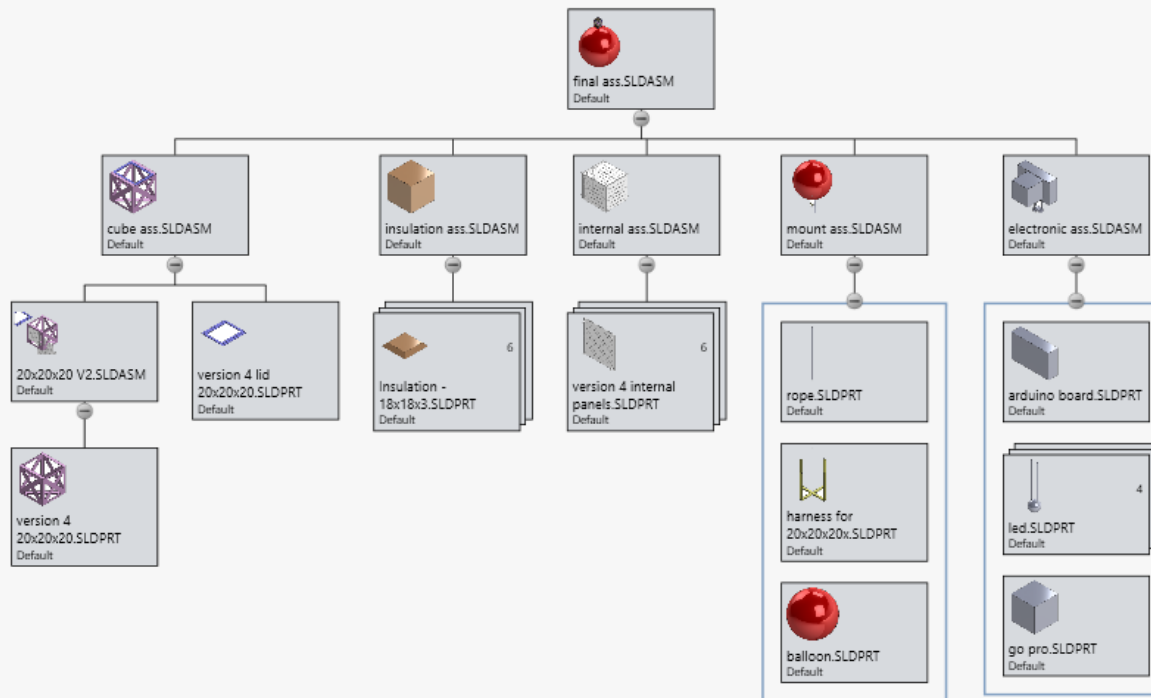 final ass.SLDASM
Default
cube ass.SLDASM
Default
insulation ass.SLDASM
Default
internal ass.SLDASM
Default
mount ass.SLDASM
Default
electronic ass.SLDASM
Default
20x20x20 V2.SLDASM
Default
version 4 lid
20x20x20.SLDPRT
Default
6
Insulation -
18x18x3.SLDPRT
Default
6
version 4 internal
panels.SLDPRT
Default
rope.SLDPRT
Default
arduino board.SLDPRT
Default
version 4
20x20x20.SLDPRT
Default
harness for
20x20x20x.SLDPRT
Default
4
led.SLDPRT
Default
balloon.SLDPRT
Default
go pro.SLDPRT
Default